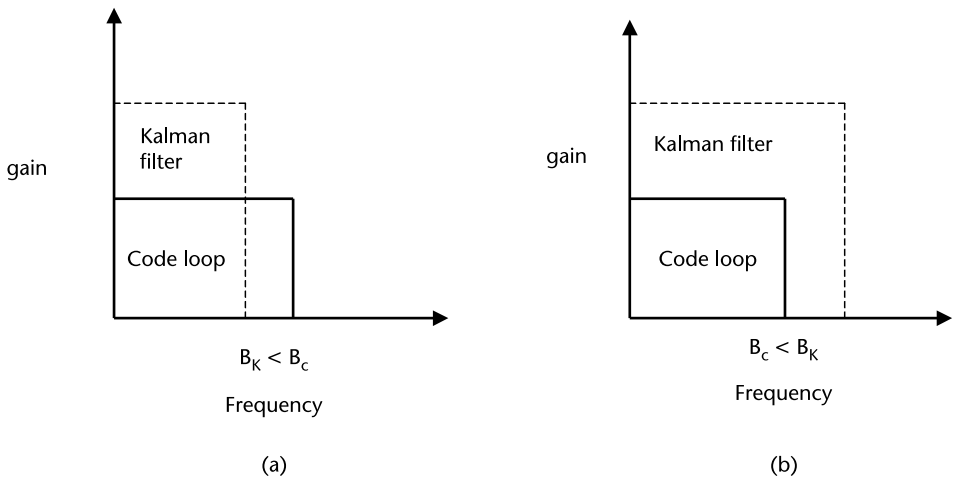 gain
Kalman
filter
Code loop
B_K < B_c
Frequency
(a)
gain
Kalman filter
Code loop
B_c < B_K
Frequency
(b)